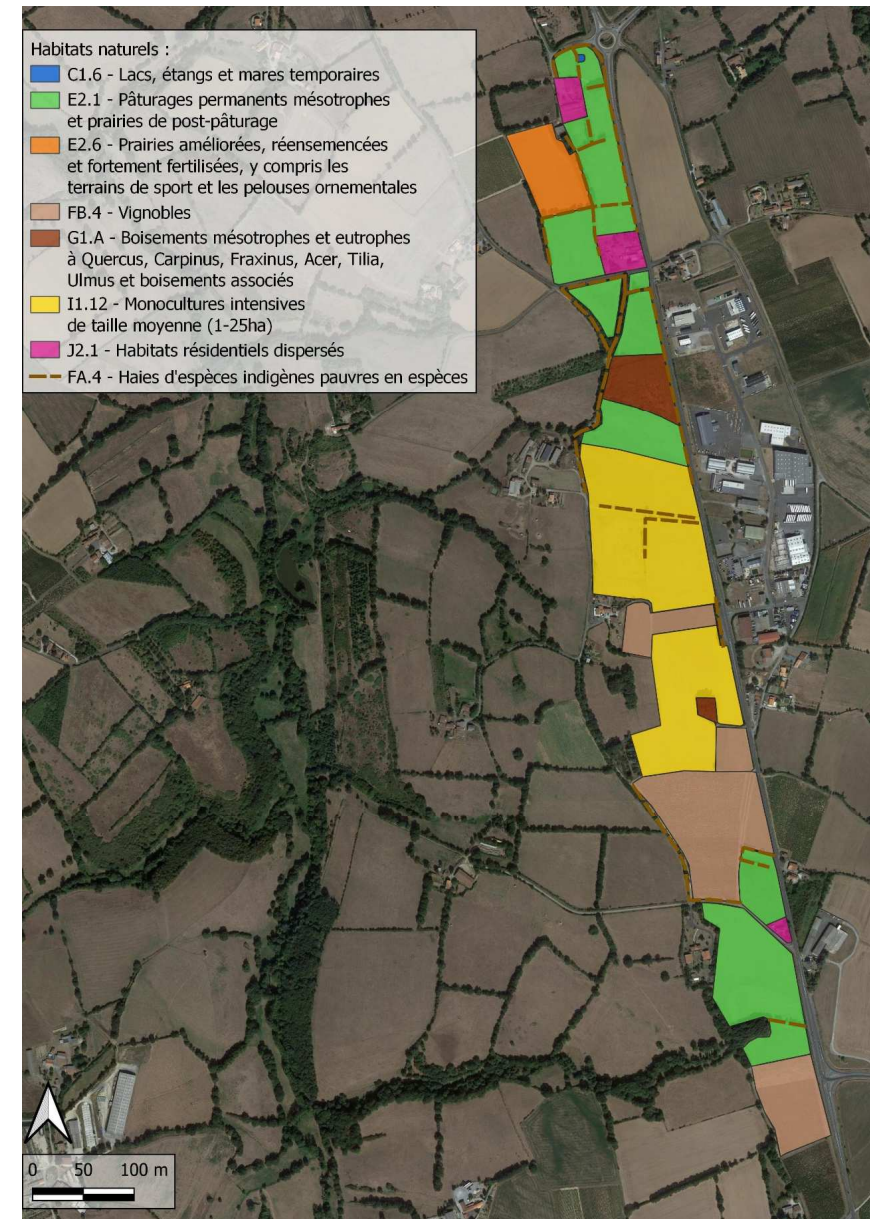 Habitats naturels :
C1.6 - Lacs, étangs et mares temporaires
E2.1 - Pâturages permanents mésotrophes
et prairies de post-pâturage
E2.6 - Prairies améliorées, réensemencées
et fortement fertilisées, y compris les
terrains de sport et les pelouses ornementales
FB.4 - Vignobles
G1.A - Boisements mésotrophes et eutrophes
à Quercus, Carpinus, Fraxinus, Acer, Tilia,
Ulmus et boisements associés
I1.12 - Monocultures intensives
de taille moyenne (1-25ha)
J2.1 - Habitats résidentiels dispersés
FA.4 - Haies d'espèces indigènes pauvres en espèces
0 50 100 m